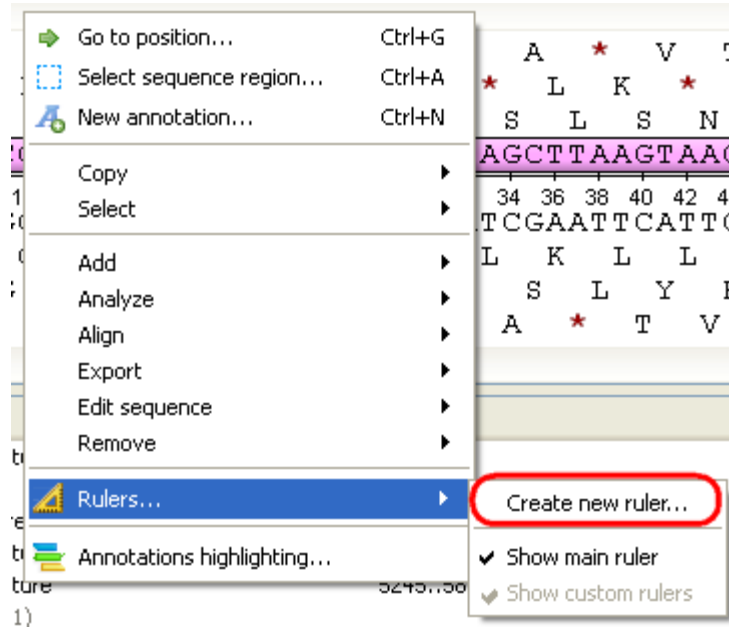 Go to position... Ctrl+G
Select sequence region... Ctrl+A
New annotation... Ctrl+N
Copy
Select
Add
Analyze
Align
Export
Edit sequence
Remove
Rulers...
Annotations highlighting...
Create new ruler...
Show main ruler
Show custom rulers
A * V
* L K *
S L S N
AGCTTAAGTAA
34 36 38 40 42
TCGAATTCATT
L K L L
S L Y
A * T V
ture
1)